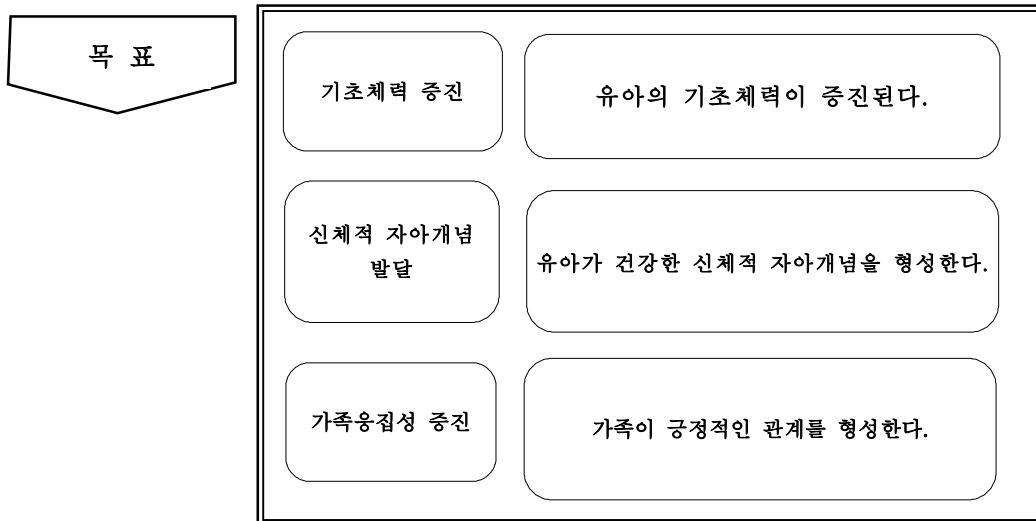 목 표
기초체력 증진
유아의 기초체력이 증진된다.
신체적 자아개념
발달
유아가 건강한 신체적 자아개념을 형성한다.
가족응집성 증진
가족이 긍정적인 관계를 형성한다.